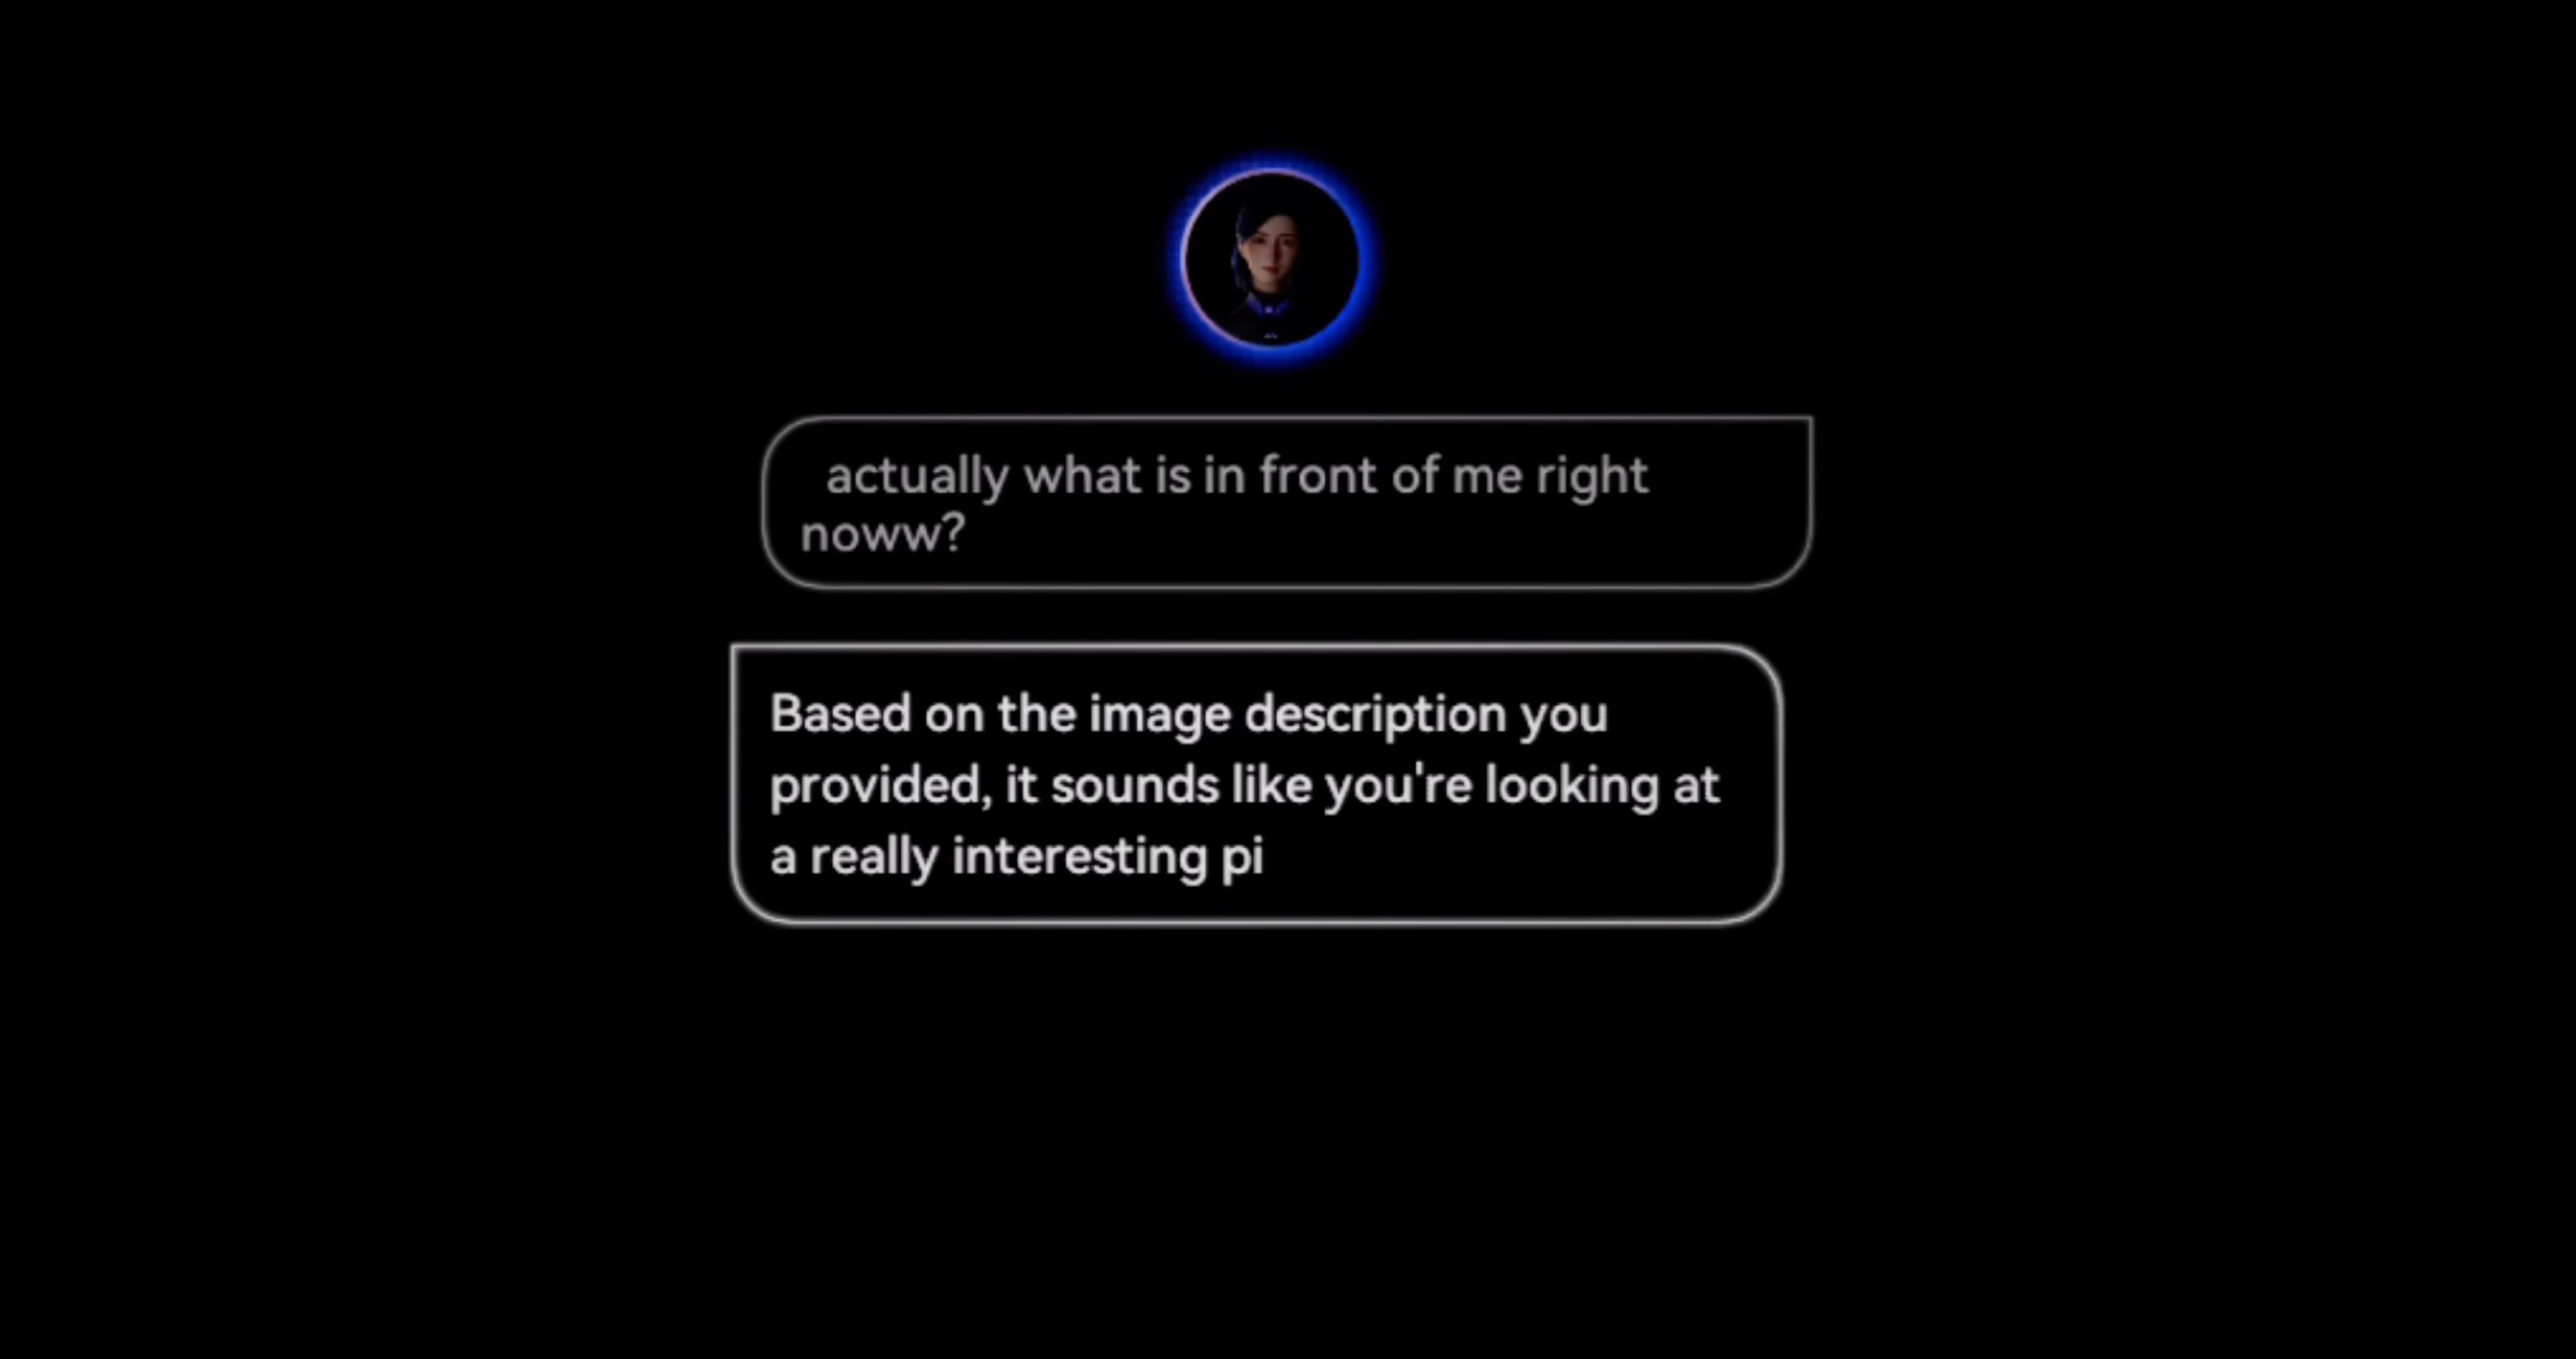 actually what is in front of me right
noww?
Based on the image description you
provided, it sounds like you're looking at
a really interesting pi